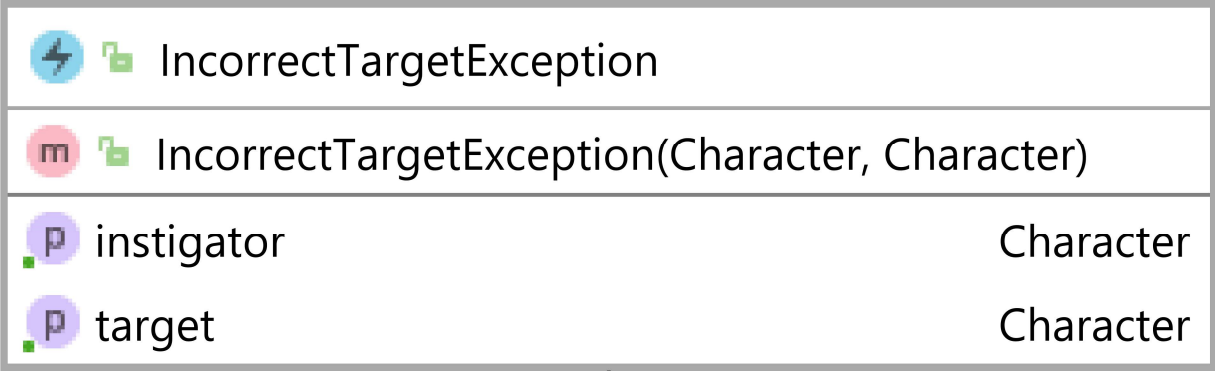 IncorrectTargetException
m IncorrectTargetException(Character, Character)
p instigator Character
p target Character